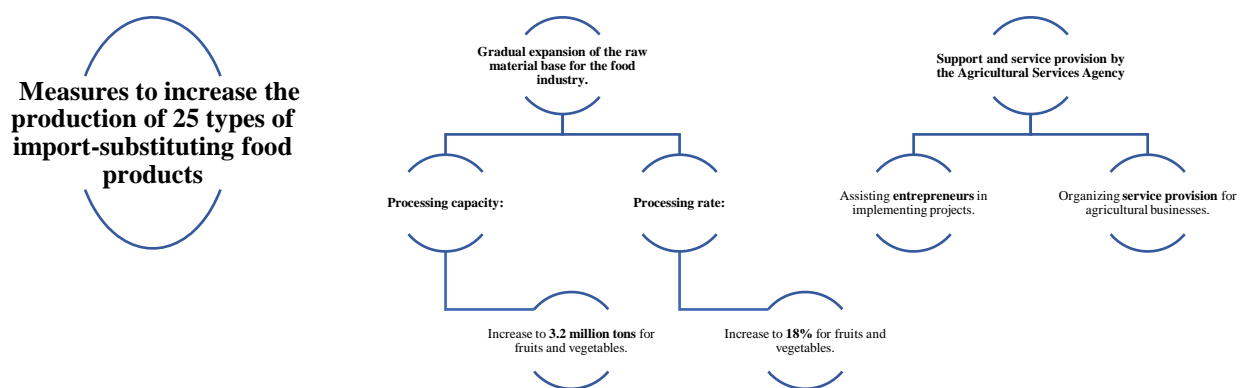 Measures to increase the
production of 25 types of
import-substituting food
products
Gradual expansion of the raw
material base for the food
industry.
Processing capacity:
Increase to 3.2 million tons for
fruits and vegetables.
Processing rate:
Increase to 18% for fruits and
vegetables.
Support and service provision by
the Agricultural Services Agency
Assisting entrepreneurs in
implementing projects.
Organizing service provision for
agricultural businesses.